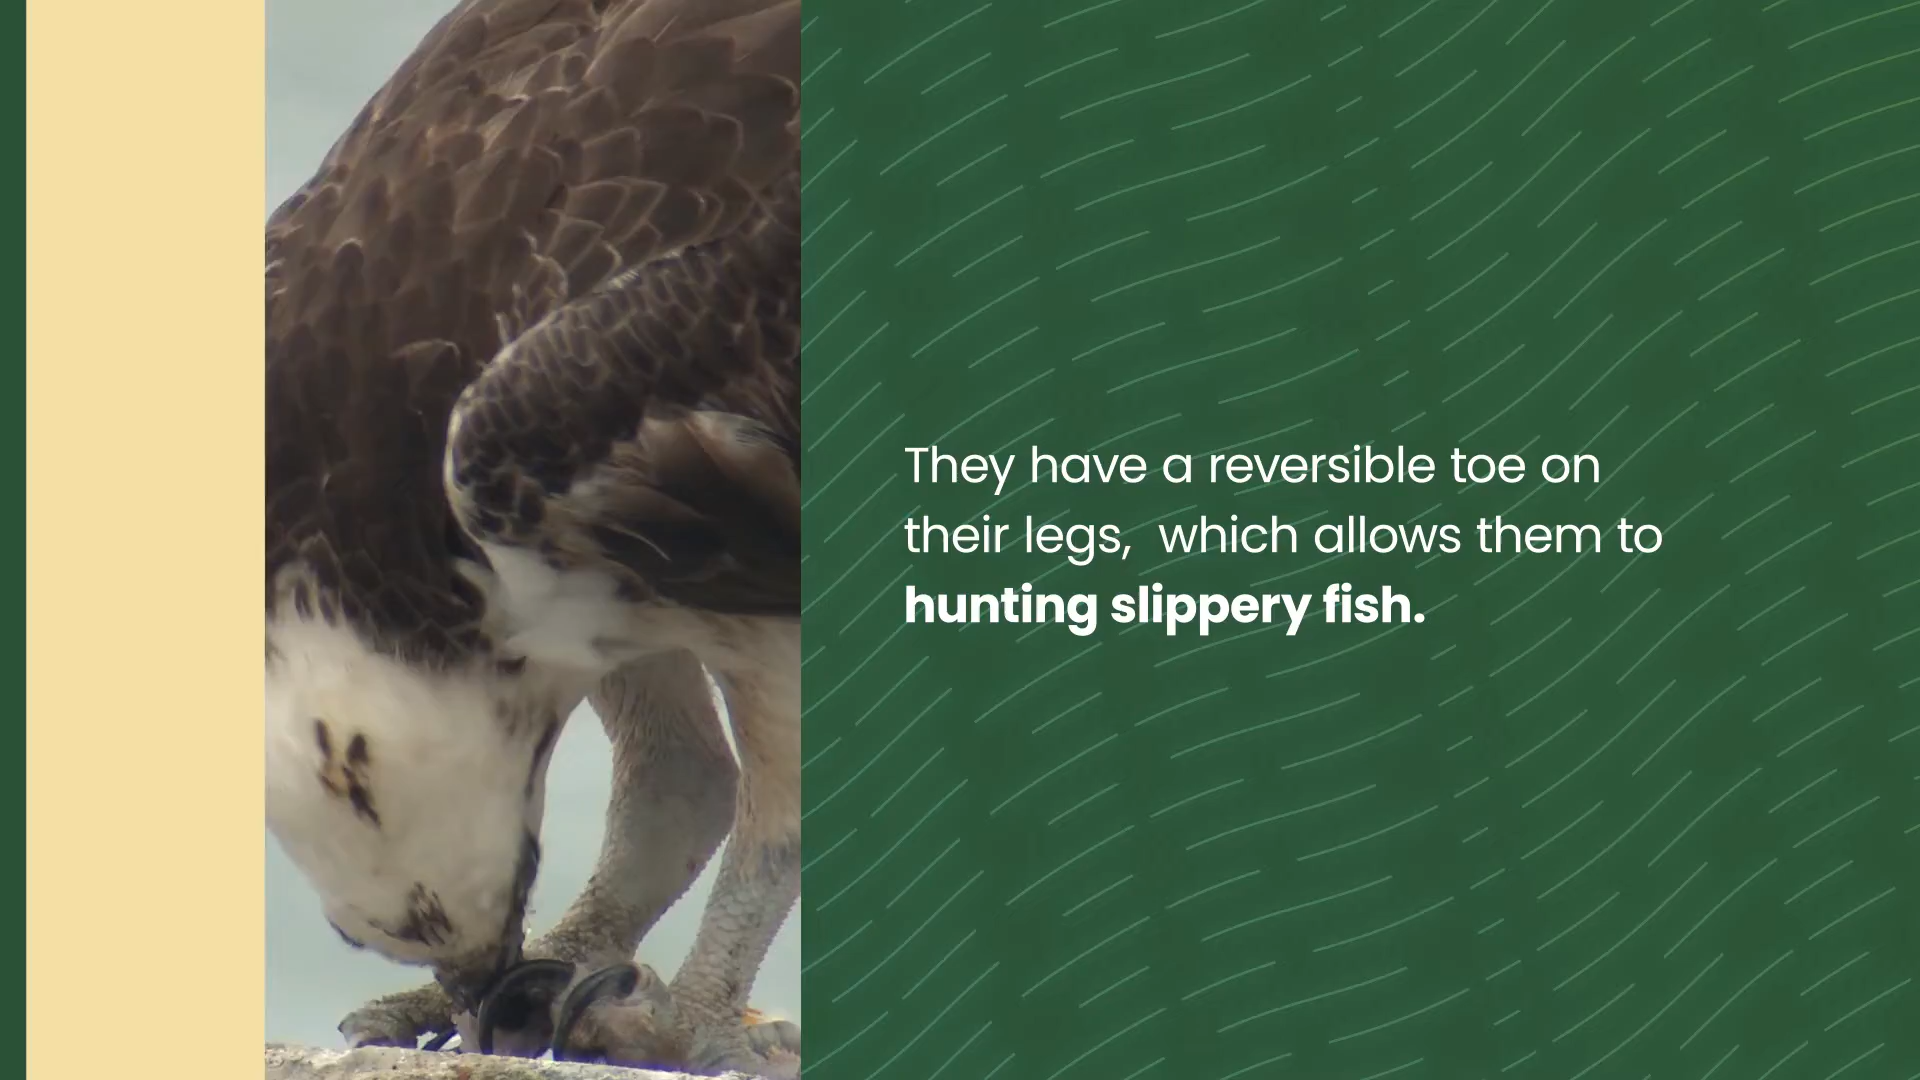 They have a reversible toe on
their legs,  which allows them to
hunting slippery fish.